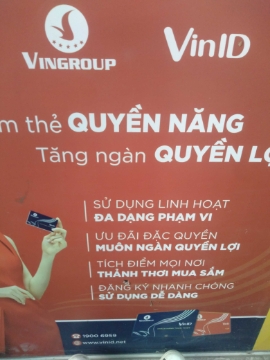 VINGROUP
VinID
m thẻ QUYỀN NĂNG
Tăng ngàn QUYỀN LỢ
SỬ DỤNG LINH HOẠT
ĐA DẠNG PHẠM VI
ƯU ĐÃI ĐẶC QUYỀN
MUÔN NGÀN QUYỀN LỢI
TÍCH ĐIỂM MỌI NƠI
THẢNH THƠI MUA SẮM
ĐĂNG KÝ NHANH CHÓNG
SỬ DỤNG DỄ DÀNG
1900 6959
www.vinid.net